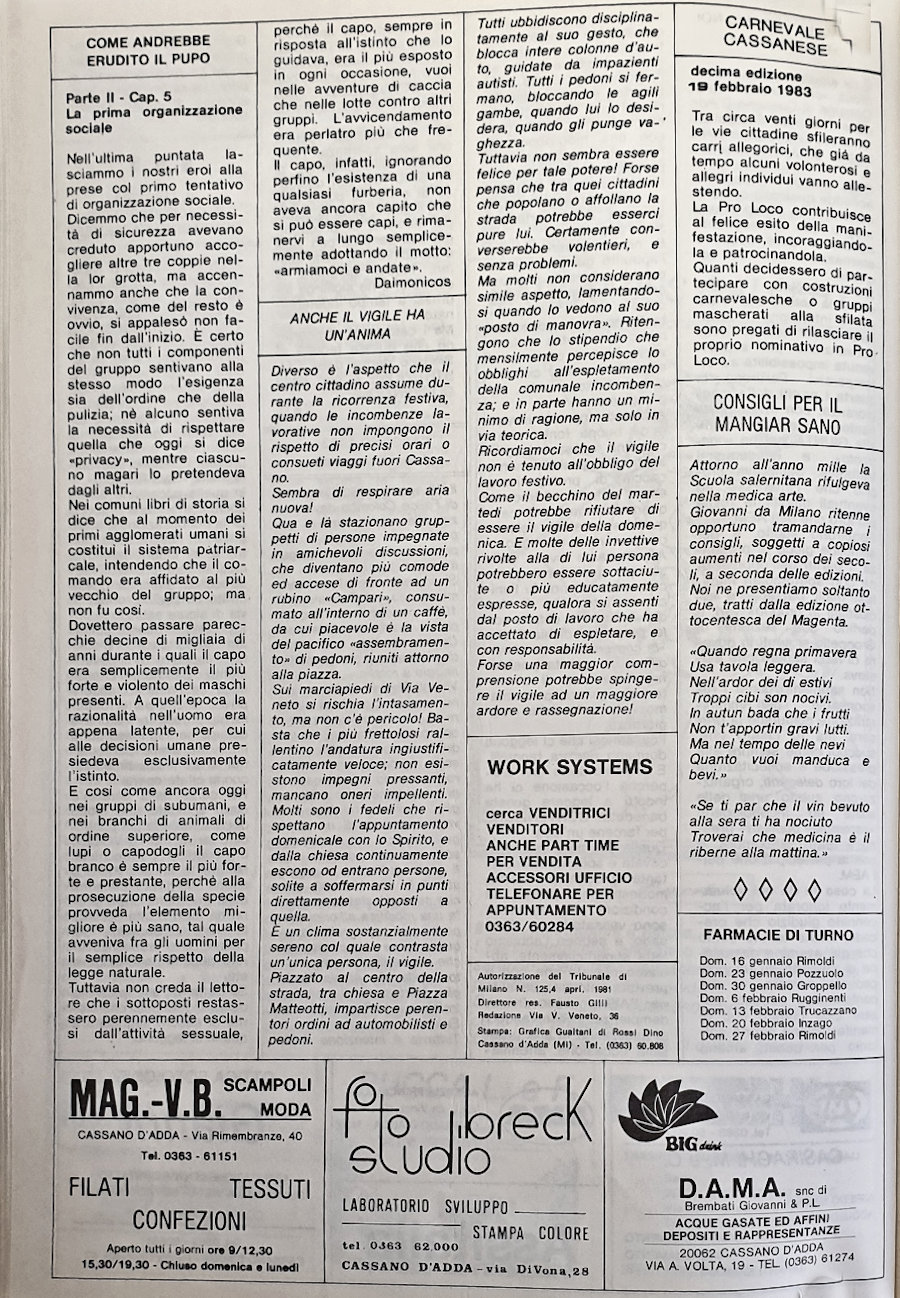 COME ANDREBBE
ERUDITO IL PUPO
Parte II - Cap. 5
La prima organizzazione
sociale
Nell'ultima puntata la-
sciammo i nostri eroi alla
prese col primo tentativo
di organizzazione sociale.
Dicemmo che per necessi-
tà di sicurezza avevano
creduto apportuno acco-
gliere altre tre coppie nel-
la lor grotta, ma accen-
nammo anche che la con-
vivenza, come del resto è
ovvio, si appalesò non fa-
cile fin dall'inizio. È certo
che non tutti i componenti
del gruppo sentivano allo
stesso modo l'esigenza
sia dell'ordine che della
pulizia; nè alcuno sentiva
la necessità di rispettare
quella che oggi si dice
«privacy», mentre ciascu-
no magari lo pretendeva
dagli altri.
Nei comuni libri di storia si
dice che al momento dei
primi agglomerati umani si
costituì il sistema patriar-
cale, intendendo che il co-
mando era affidato al più
vecchio del gruppo; ma
non fu così.
Dovettero passare parec-
chie decine di migliaia di
anni durante i quali il capo
era semplicemente il più
forte e violento dei maschi
presenti. A quell'epoca la
razionalità nell'uomo era
appena latente, per cui
alle decisioni umane pre-
siedeva esclusivamente
l'istinto.
E così come ancora oggi
nei gruppi di subumani, e
nei branchi di animali di
ordine superiore, come
lupi o capodogli il capo
branco è sempre il più for-
te e prestante, perchè alla
prosecuzione della specie
provveda l'elemento mi-
gliore è più sano, tal quale
avveniva fra gli uomini per
il semplice rispetto della
legge naturale.
Tuttavia non creda il letto-
re che i sottoposti restas-
sero perennemente esclu-
si dall'attività sessuale,
perchè il capo, sempre in
risposta all'istinto che lo
guidava, era il più esposto
in ogni occasione, vuoi
nelle avventure di caccia
che nelle lotte contro altri
gruppi. L'avvicendamento
era perlatro più che fre-
quente.
Il capo, infatti, ignorando
perfino l'esistenza di una
qualsiasi furberia, non
aveva ancora capito che
si può essere capi, e rima-
nervi a lungo semplice-
mente adottando il motto:
«armiamoci e andate».
Daimonicos
ANCHE IL VIGILE HA
UN'ANIMA
Diverso è l'aspetto che il
centro cittadino assume du-
rante la ricorrenza festiva,
quando le incombenze la-
vorative non impongono il
rispetto di precisi orari o
consueti viaggi fuori Cassa-
no.
Sembra di respirare aria
nuova!
Qua e là stazionano grup-
petti di persone impegnate
in amichevoli discussioni,
che diventano più comode
ed accese di fronte ad un
rubino «Campari», consu-
mato all'interno di un caffè,
da cui piacevole è la vista
del pacifico «assembramen-
to» di pedoni, riuniti attorno
alla piazza.
Sui marciapiedi di Via Ve-
neto si rischia l'intasamen-
to, ma non c'è pericolo! Ba-
sta che i più frettolosi ral-
lentino l'andatura ingiustifi-
catamente veloce; non esi-
stono impegni pressanti,
mancano oneri impellenti.
Molti sono i fedeli che ri-
spettano l'appuntamento
domenicale con lo Spirito, e
dalla chiesa continuamente
escono od entrano persone,
solite a soffermarsi in punti
direttamente opposti a
quella.
È un clima sostanzialmente
sereno col quale contrasta
un'unica persona, il vigile.
Piazzato al centro della
strada, tra chiesa e Piazza
Matteotti, impartisce peren-
tori ordini ad automobilisti e
pedoni.
Tutti ubbidiscono disciplina-
tamente al suo gesto, che
blocca intere colonne d'au-
to, guidate da impazienti
autisti. Tutti i pedoni si fer-
mano, bloccando le agili
gambe, quando lui lo desi-
dera, quando gli punge va-
ghezza.
Tuttavia non sembra essere
felice per tale potere! Forse
pensa che tra quei cittadini
che popolano o affollano la
strada potrebbe esserci
pure lui. Certamente con-
verserebbe volentieri, e
senza problemi.
Ma molti non considerano
simile aspetto, lamentando-
si quando lo vedono al suo
«posto di manovra». Riten-
gono che lo stipendio che
mensilmente percepisce lo
obblighi all'espletamento
della comunale incomben-
za; e in parte hanno un mi-
nimo di ragione, ma solo in
via teorica.
Ricordiamoci che il vigile
non è tenuto all'obbligo del
lavoro festivo.
Come il becchino del mar-
tedì potrebbe rifiutare di
essere il vigile della dome-
nica. E molte delle invettive
rivolte alla di lui persona
potrebbero essere sottaciu-
te o più educatamente
espresse, qualora si assenti
dal posto di lavoro che ha
accettato di espletare, e
con responsabilità.
Forse una maggior com-
prensione potrebbe spinge-
re il vigile ad un maggiore
ardore e rassegnazione!
WORK SYSTEMS
cerca VENDITRICI
VENDITORI
ANCHE PART TIME
PER VENDITA
ACCESSORI UFFICIO
TELEFONARE PER
APPUNTAMENTO
0363/60284
Autorizzazione del Tribunale di
Milano N. 125,4 apri. 1981
Direttore res. Fausto Gilli
Redazione Via V. Veneto, 36
Stampa: Grafica Gualtani di Rossi Dino
Cassano d'Adda (MI) - Tel. (0363) 60.808
CARNEVALE
CASSANESE
decima edizione
19 febbraio 1983
Tra circa venti giorni per
le vie cittadine sfileranno
carri allegorici, che già da
tempo alcuni volonterosi e
allegri individui vanno alle-
stendo.
La Pro Loco contribuisce
al felice esito della mani-
festazione, incoraggiando-
la e patrocinandola.
Quanti decidessero di par-
tecipare con costruzioni
carnevalesche o gruppi
mascherati alla sfilata
sono pregati di rilasciare il
proprio nominativo in Pro
Loco.
CONSIGLI PER IL
MANGIAR SANO
Attorno all'anno mille la
Scuola salernitana rifulgeva
nella medica arte.
Giovanni da Milano ritenne
opportuno tramandarne i
consigli, soggetti a copiosi
aumenti nel corso dei seco-
li, a seconda delle edizioni.
Noi ne presentiamo soltanto
due, tratti dalla edizione ot-
tocentesca del Magenta.
«Quando regna primavera
Usa tavola leggera.
Nell'ardor dei dì estivi
Troppi cibi son nocivi.
In autun bada che i frutti
Non t'apportin gravi lutti.
Ma nel tempo delle nevi
Quanto vuoi manduca e
bevi.»
«Se ti par che il vin bevuto
alla sera ti ha nociuto
Troverai che medicina è il
riberne alla mattina.»
FARMACIE DI TURNO
Dom. 16 gennaio Rimoldi
Dom. 23 gennaio Pozzuolo
Dom. 30 gennaio Groppello
Dom. 6 febbraio Rugginenti
Dom. 13 febbraio Trucazzano
Dom. 20 febbraio Inzago
Dom. 27 febbraio Rimoldi
MAG.-V.B. SCAMPOLI
MODA
CASSANO D'ADDA - Via Rimembranze, 40
Tel. 0363 - 61151
FILATI TESSUTI
CONFEZIONI
Aperto tutti i giorni ore 9/12,30
15,30/19,30 - Chiuso domenica e lunedì
foto libreck
studio
LABORATORIO SVILUPPO
STAMPA COLORE
tel. 0363 62.000
CASSANO D'ADDA - via DiVona, 28
BIG drink
D.A.M.A. snc di
Brembati Giovanni & P.L.
ACQUE GASATE ED AFFINI
DEPOSITI E RAPPRESENTANZE
20062 CASSANO D'ADDA
VIA A. VOLTA, 19 - TEL. (0363) 61274